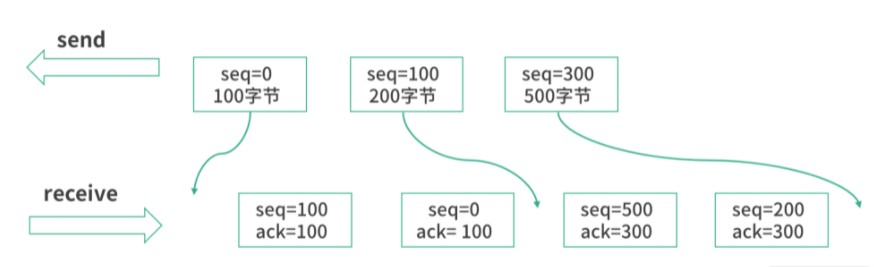 send
seq=0
100字节
seq=100
200字节
seq=300
500字节
receive
seq=100
ack=100
seq=0
ack= 100
seq=500
ack=300
seq=200
ack=300